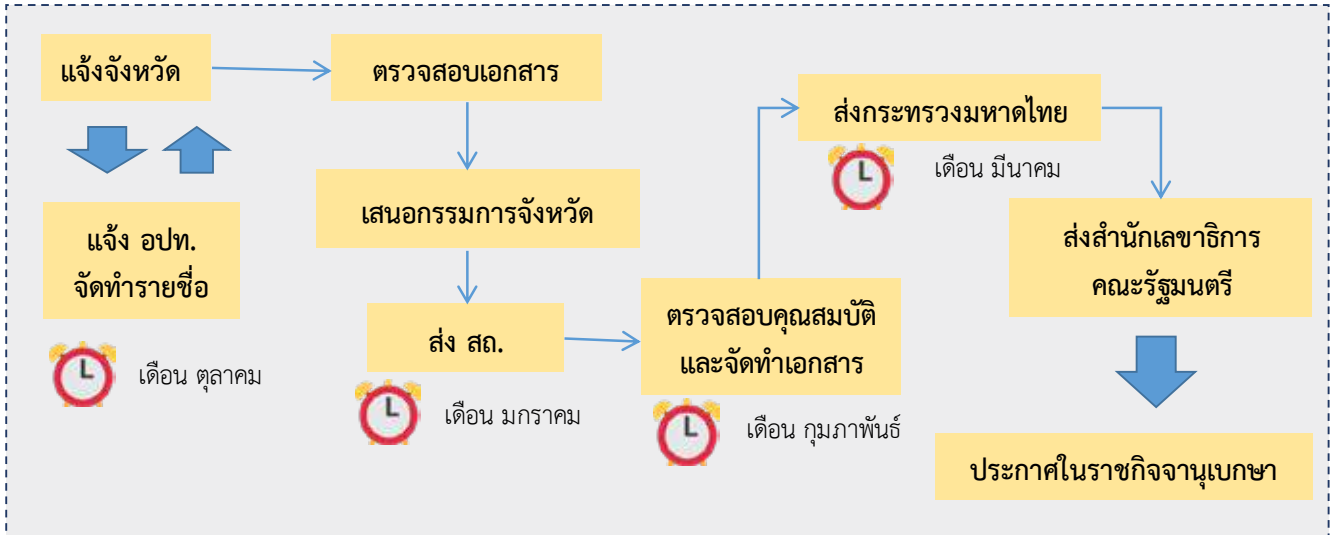 แจ้งจังหวัด
ตรวจสอบเอกสาร
แจ้ง อปท.
จัดทำรายชื่อ
เดือน ตุลาคม
เสนอกรรมการจังหวัด
ส่ง สถ.
เดือน มกราคม
ตรวจสอบคุณสมบัติ
และจัดทำเอกสาร
เดือน กุมภาพันธ์
ส่งกระทรวงมหาดไทย
เดือน มีนาคม
ส่งสำนักเลขาธิการ
คณะรัฐมนตรี
ประกาศในราชกิจจานุเบกษา